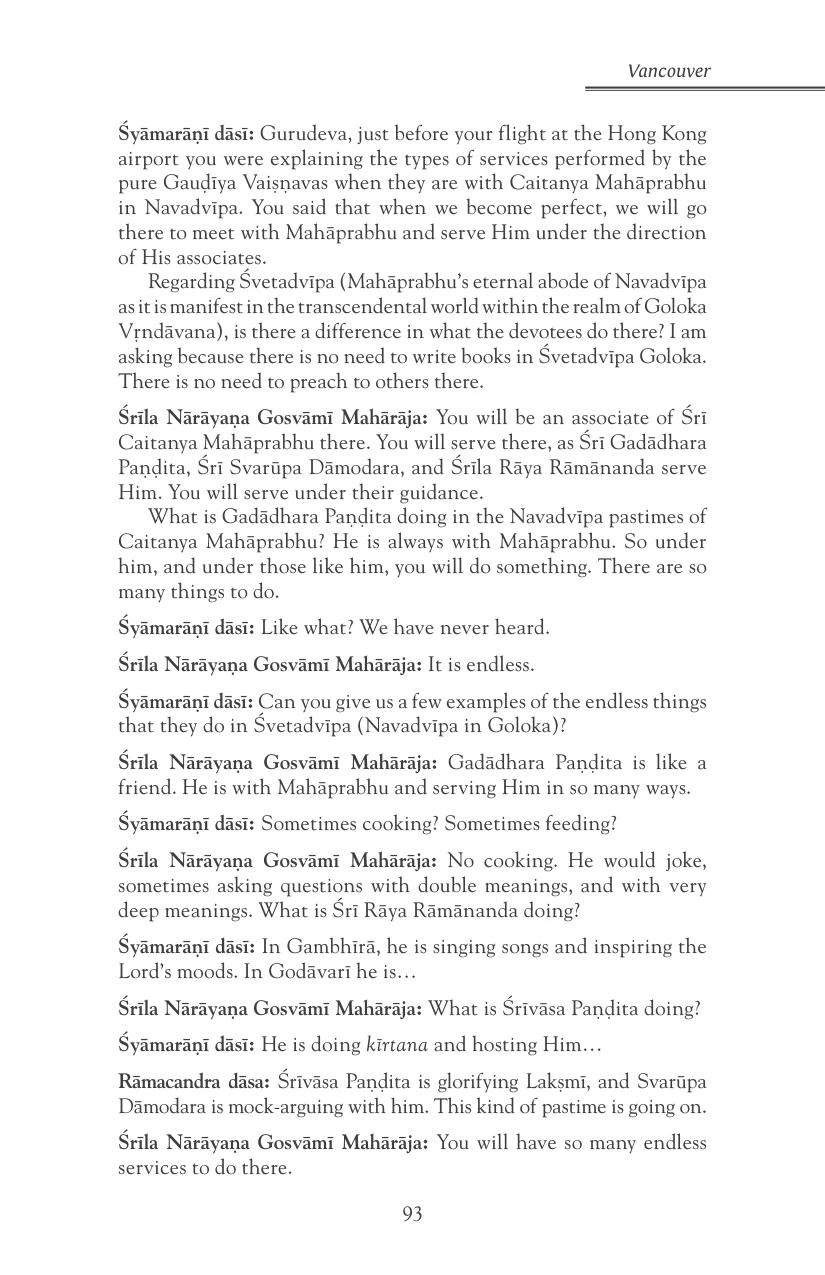 Vancouver
Śyāmarāṇī dāsī: Gurudeva, just before your flight at the Hong Kong
airport you were explaining the types of services performed by the
pure Gauḍīya Vaiṣṇavas when they are with Caitanya Mahāprabhu
in Navadvīpa. You said that when we become perfect, we will go
there to meet with Mahāprabhu and serve Him under the direction
of His associates.
Regarding Śvetadvīpa (Mahāprabhu’s eternal abode of Navadvīpa
as it is manifest in the transcendental world within the realm of Goloka
Vṛndāvana), is there a difference in what the devotees do there? I am
asking because there is no need to write books in Śvetadvīpa Goloka.
There is no need to preach to others there.
Śrīla Nārāyaṇa Gosvāmī Mahārāja: You will be an associate of Śrī
Caitanya Mahāprabhu there. You will serve there, as Śrī Gadādhara
Paṇḍita, Śrī Svarūpa Dāmodara, and Śrīla Rāya Rāmānanda serve
Him. You will serve under their guidance.
What is Gadādhara Paṇḍita doing in the Navadvīpa pastimes of
Caitanya Mahāprabhu? He is always with Mahāprabhu. So under
him, and under those like him, you will do something. There are so
many things to do.
Śyāmarāṇī dāsī: Like what? We have never heard.
Śrīla Nārāyaṇa Gosvāmī Mahārāja: It is endless.
Śyāmarāṇī dāsī: Can you give us a few examples of the endless things
that they do in Śvetadvīpa (Navadvīpa in Goloka)?
Śrīla Nārāyaṇa Gosvāmī Mahārāja: Gadādhara Paṇḍita is like a
friend. He is with Mahāprabhu and serving Him in so many ways.
Śyāmarāṇī dāsī: Sometimes cooking? Sometimes feeding?
Śrīla Nārāyaṇa Gosvāmī Mahārāja: No cooking. He would joke,
sometimes asking questions with double meanings, and with very
deep meanings. What is Śrī Rāya Rāmānanda doing?
Śyāmarāṇī dāsī: In Gambhīrā, he is singing songs and inspiring the
Lord’s moods. In Godāvarī he is…
Śrīla Nārāyaṇa Gosvāmī Mahārāja: What is Śrīvāsa Paṇḍita doing?
Śyāmarāṇī dāsī: He is doing kīrtana and hosting Him…
Rāmacandra dāsa: Śrīvāsa Paṇḍita is glorifying Lakṣmī, and Svarūpa
Dāmodara is mock-arguing with him. This kind of pastime is going on.
Śrīla Nārāyaṇa Gosvāmī Mahārāja: You will have so many endless
services to do there.
93